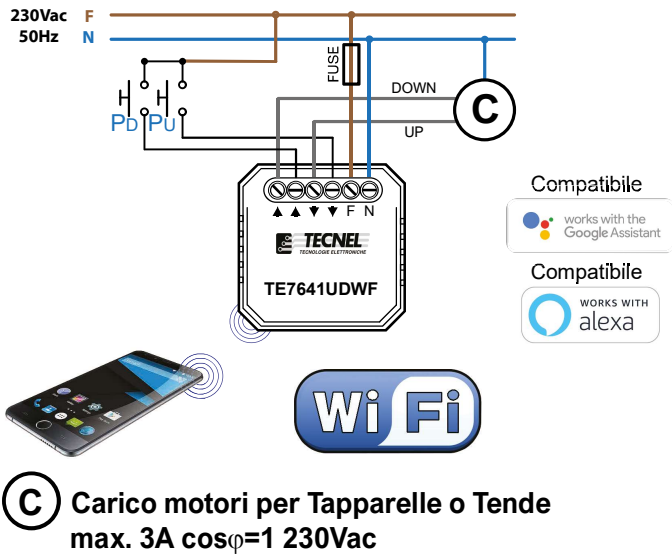 230Vac F
50Hz N
FUSE
DOWN
C
UP
PD PU
F N
TECNEL
TECNOLOGIE ELETTRONICHE
TE7641UDWF
Compatibile
works with the
Google Assistant
Compatibile
WORKS WITH
alexa
Wi Fi
C Carico motori per Tapparelle o Tende
max. 3A cosφ=1 230Vac